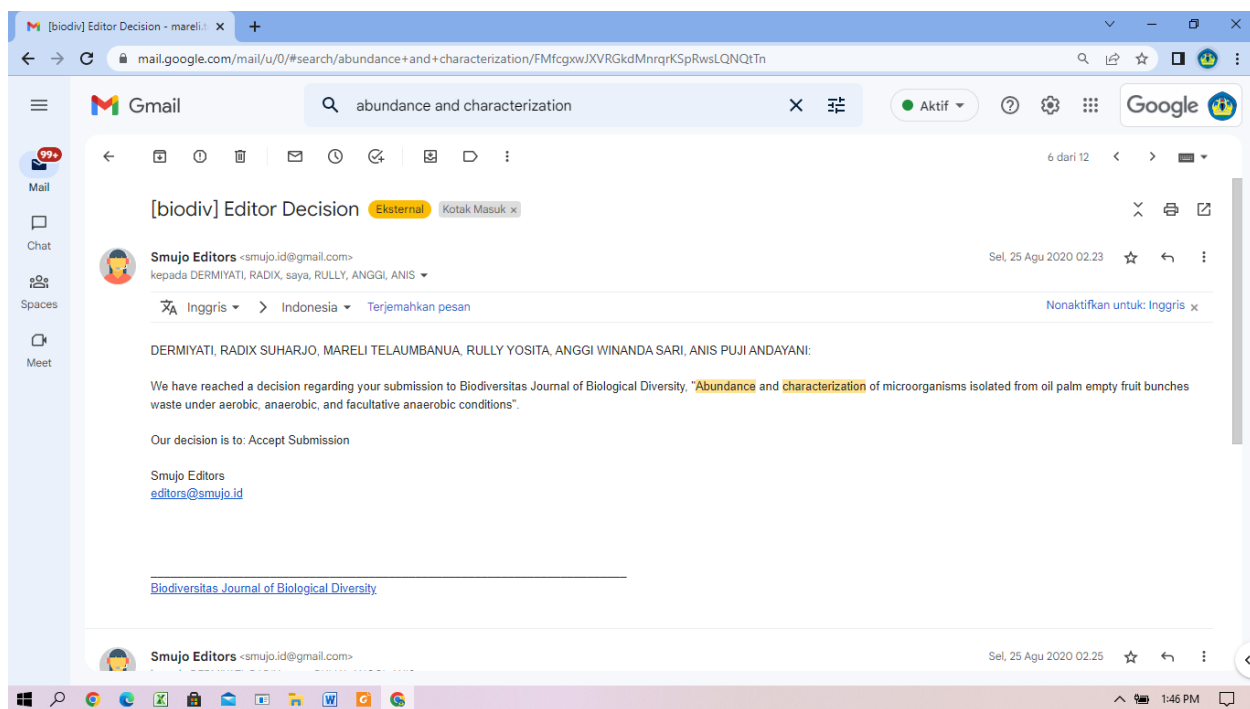 [biodiv] Editor Decision - mareli.t
mail.google.com/mail/u/0/#search/abundance+and+characterization/FMfcgxwJXVRGkdMnrqrKSpRwsLQNQtTn
Gmail
abundance and characterization
Aktif
Google
99+
Mail
Chat
Spaces
Meet
6 dari 12
[biodiv] Editor Decision Eksternal Kotak Masuk x
Smujo Editors <smujo.id@gmail.com>
Sel, 25 Agu 2020 02.23
kepada DERMIYATI, RADIX, saya, RULLY, ANGGI, ANIS
Inggris > Indonesia Terjemahkan pesan
Nonaktifkan untuk: Inggris x
DERMIYATI, RADIX SUHARJO, MARELI TELAUMBANUA, RULLY YOSITA, ANGGI WINANDA SARI, ANIS PUJI ANDAYANI:
We have reached a decision regarding your submission to Biodiversitas Journal of Biological Diversity, "Abundance and characterization of microorganisms isolated from oil palm empty fruit bunches
waste under aerobic, anaerobic, and facultative anaerobic conditions".
Our decision is to: Accept Submission
Smujo Editors
editors@smujo.id
Biodiversitas Journal of Biological Diversity
Smujo Editors <smujo.id@gmail.com>
Sel, 25 Agu 2020 02.25
1:46 PM